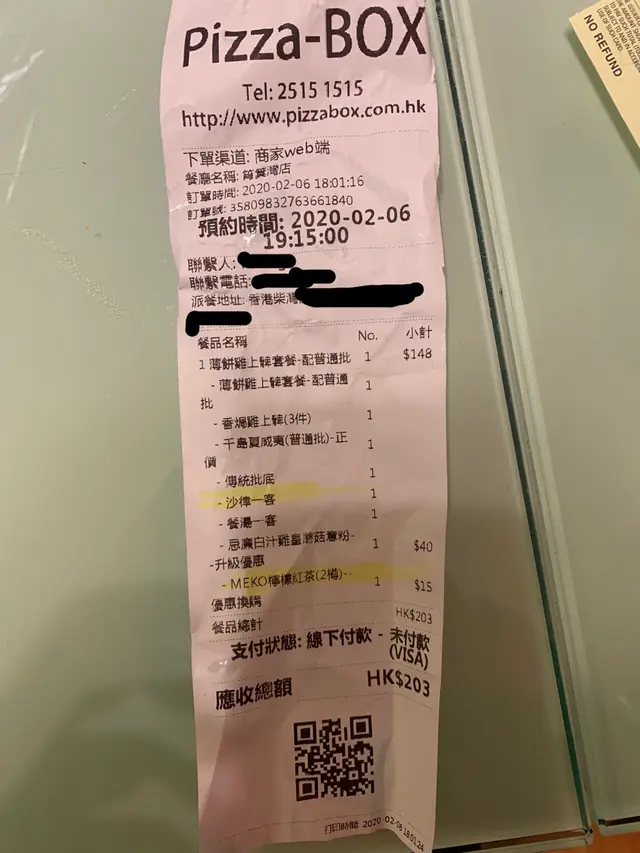 Pizza-BOX
Tel: 2515 1515
http://www.pizzabox.com.hk
下單渠道: 商家web端
餐廳名稱: 筲箕灣店
訂單時間: 2020-02-06 18:01:16
訂單號: 35809832763661840
預約時間: 2020-02-06
19:15:00
聯繫人:
聯繫電話:
派餐地址: 香港柴灣
餐品名稱 No. 小計
1 薄餅雞上髀套餐-配普通批 1 $148
- 薄餅雞上髀套餐-配普通 1
批
- 香焗雞上髀(3件) 1
- 千島夏威夷(普通批)-正 1
價
- 傳統批底 1
- 沙律一客 1
- 餐湯一客 1
- 忌廉白汁雞皇蘑菇意粉- 1 $40
-升級優惠
- MEKO檸檬紅茶(2樽)-- 1 $15
優惠換購
餐品總計 HK$203
支付狀態: 線下付款 - 未付款
(VISA)
應收總額 HK$203
打印時間: 2020-02-06 18:01:24
NO REFUND